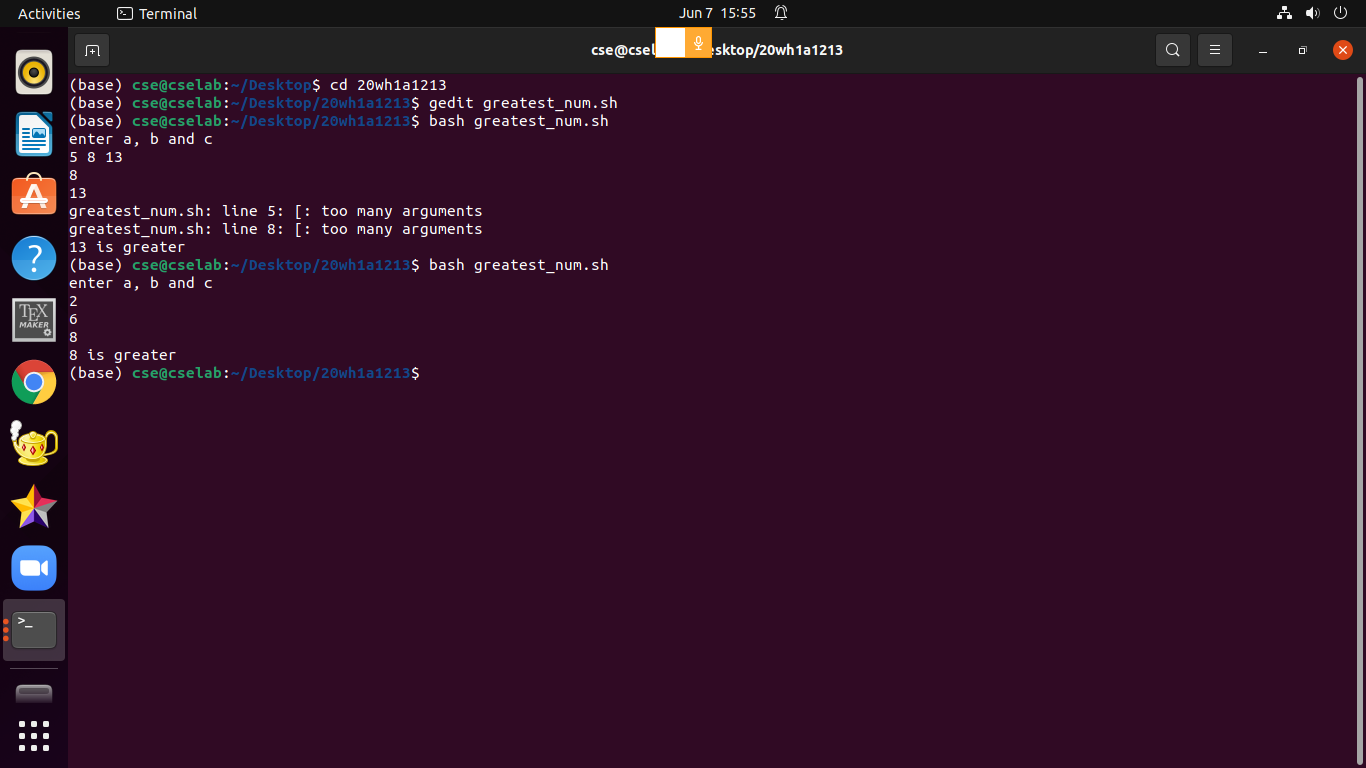 Activities
Terminal
Jun 7 15:55
cse@csel
esktop/20wh1a1213
(base) cse@cselab:~/Desktop$ cd 20wh1a1213
(base) cse@cselab:~/Desktop/20wh1a1213$ gedit greatest_num.sh
(base) cse@cselab:~/Desktop/20wh1a1213$ bash greatest_num.sh
enter a, b and c
5 8 13
8
13
greatest_num.sh: line 5: [: too many arguments
greatest_num.sh: line 8: [: too many arguments
13 is greater
(base) cse@cselab:~/Desktop/20wh1a1213$ bash greatest_num.sh
enter a, b and c
2
6
8
8 is greater
(base) cse@cselab:~/Desktop/20wh1a1213$
?
TEX
MAKER
>_